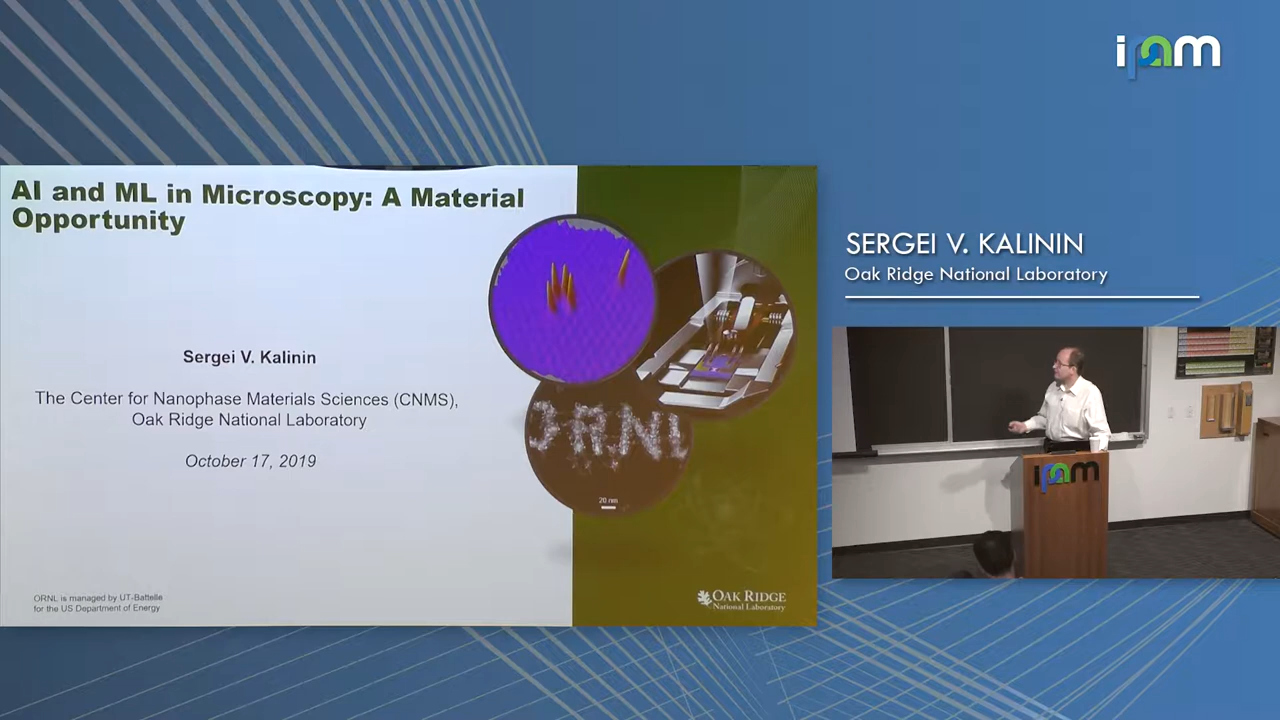 ipam
AI and ML in Microscopy: A Material
Opportunity
Sergei V. Kalinin
The Center for Nanophase Materials Sciences (CNMS),
Oak Ridge National Laboratory
October 17, 2019
ORNL
20 nm
ORNL is managed by UT-Battelle
for the US Department of Energy
OAK RIDGE
National Laboratory
SERGEI V. KALININ
Oak Ridge National Laboratory
ipam